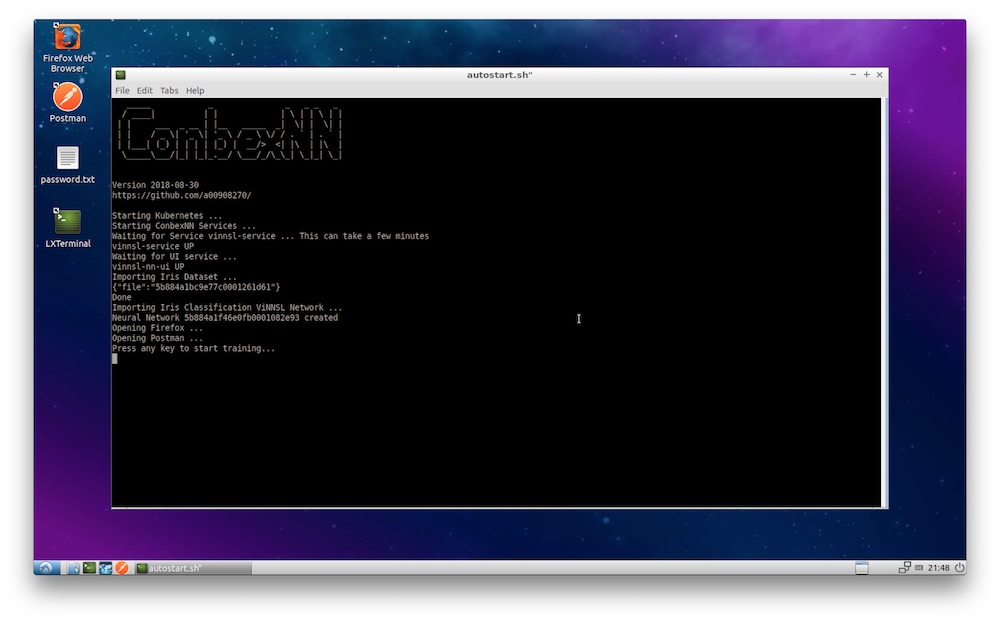 Firefox Web
Browser
Postman
password.txt
LXTerminal
autostart.sh"
File Edit Tabs Help
ConbexNN
Version 2018-08-30
https://github.com/a00908270/
Starting Kubernetes ...
Starting ConbexNN Services ...
Waiting for Service vinnsl-service ... This can take a few minutes
vinnsl-service UP
Waiting for UI service ...
vinnsl-nn-ui UP
Importing Iris Dataset ...
{"file":"5b884a1bc9e77c0001261d61"}
Done
Importing Iris Classification ViNNSL Network ...
Neural Network 5b884a1f46e0fb0001082e93 created
Opening Firefox ...
Opening Postman ...
Press any key to start training...
autostart.sh"
21:48